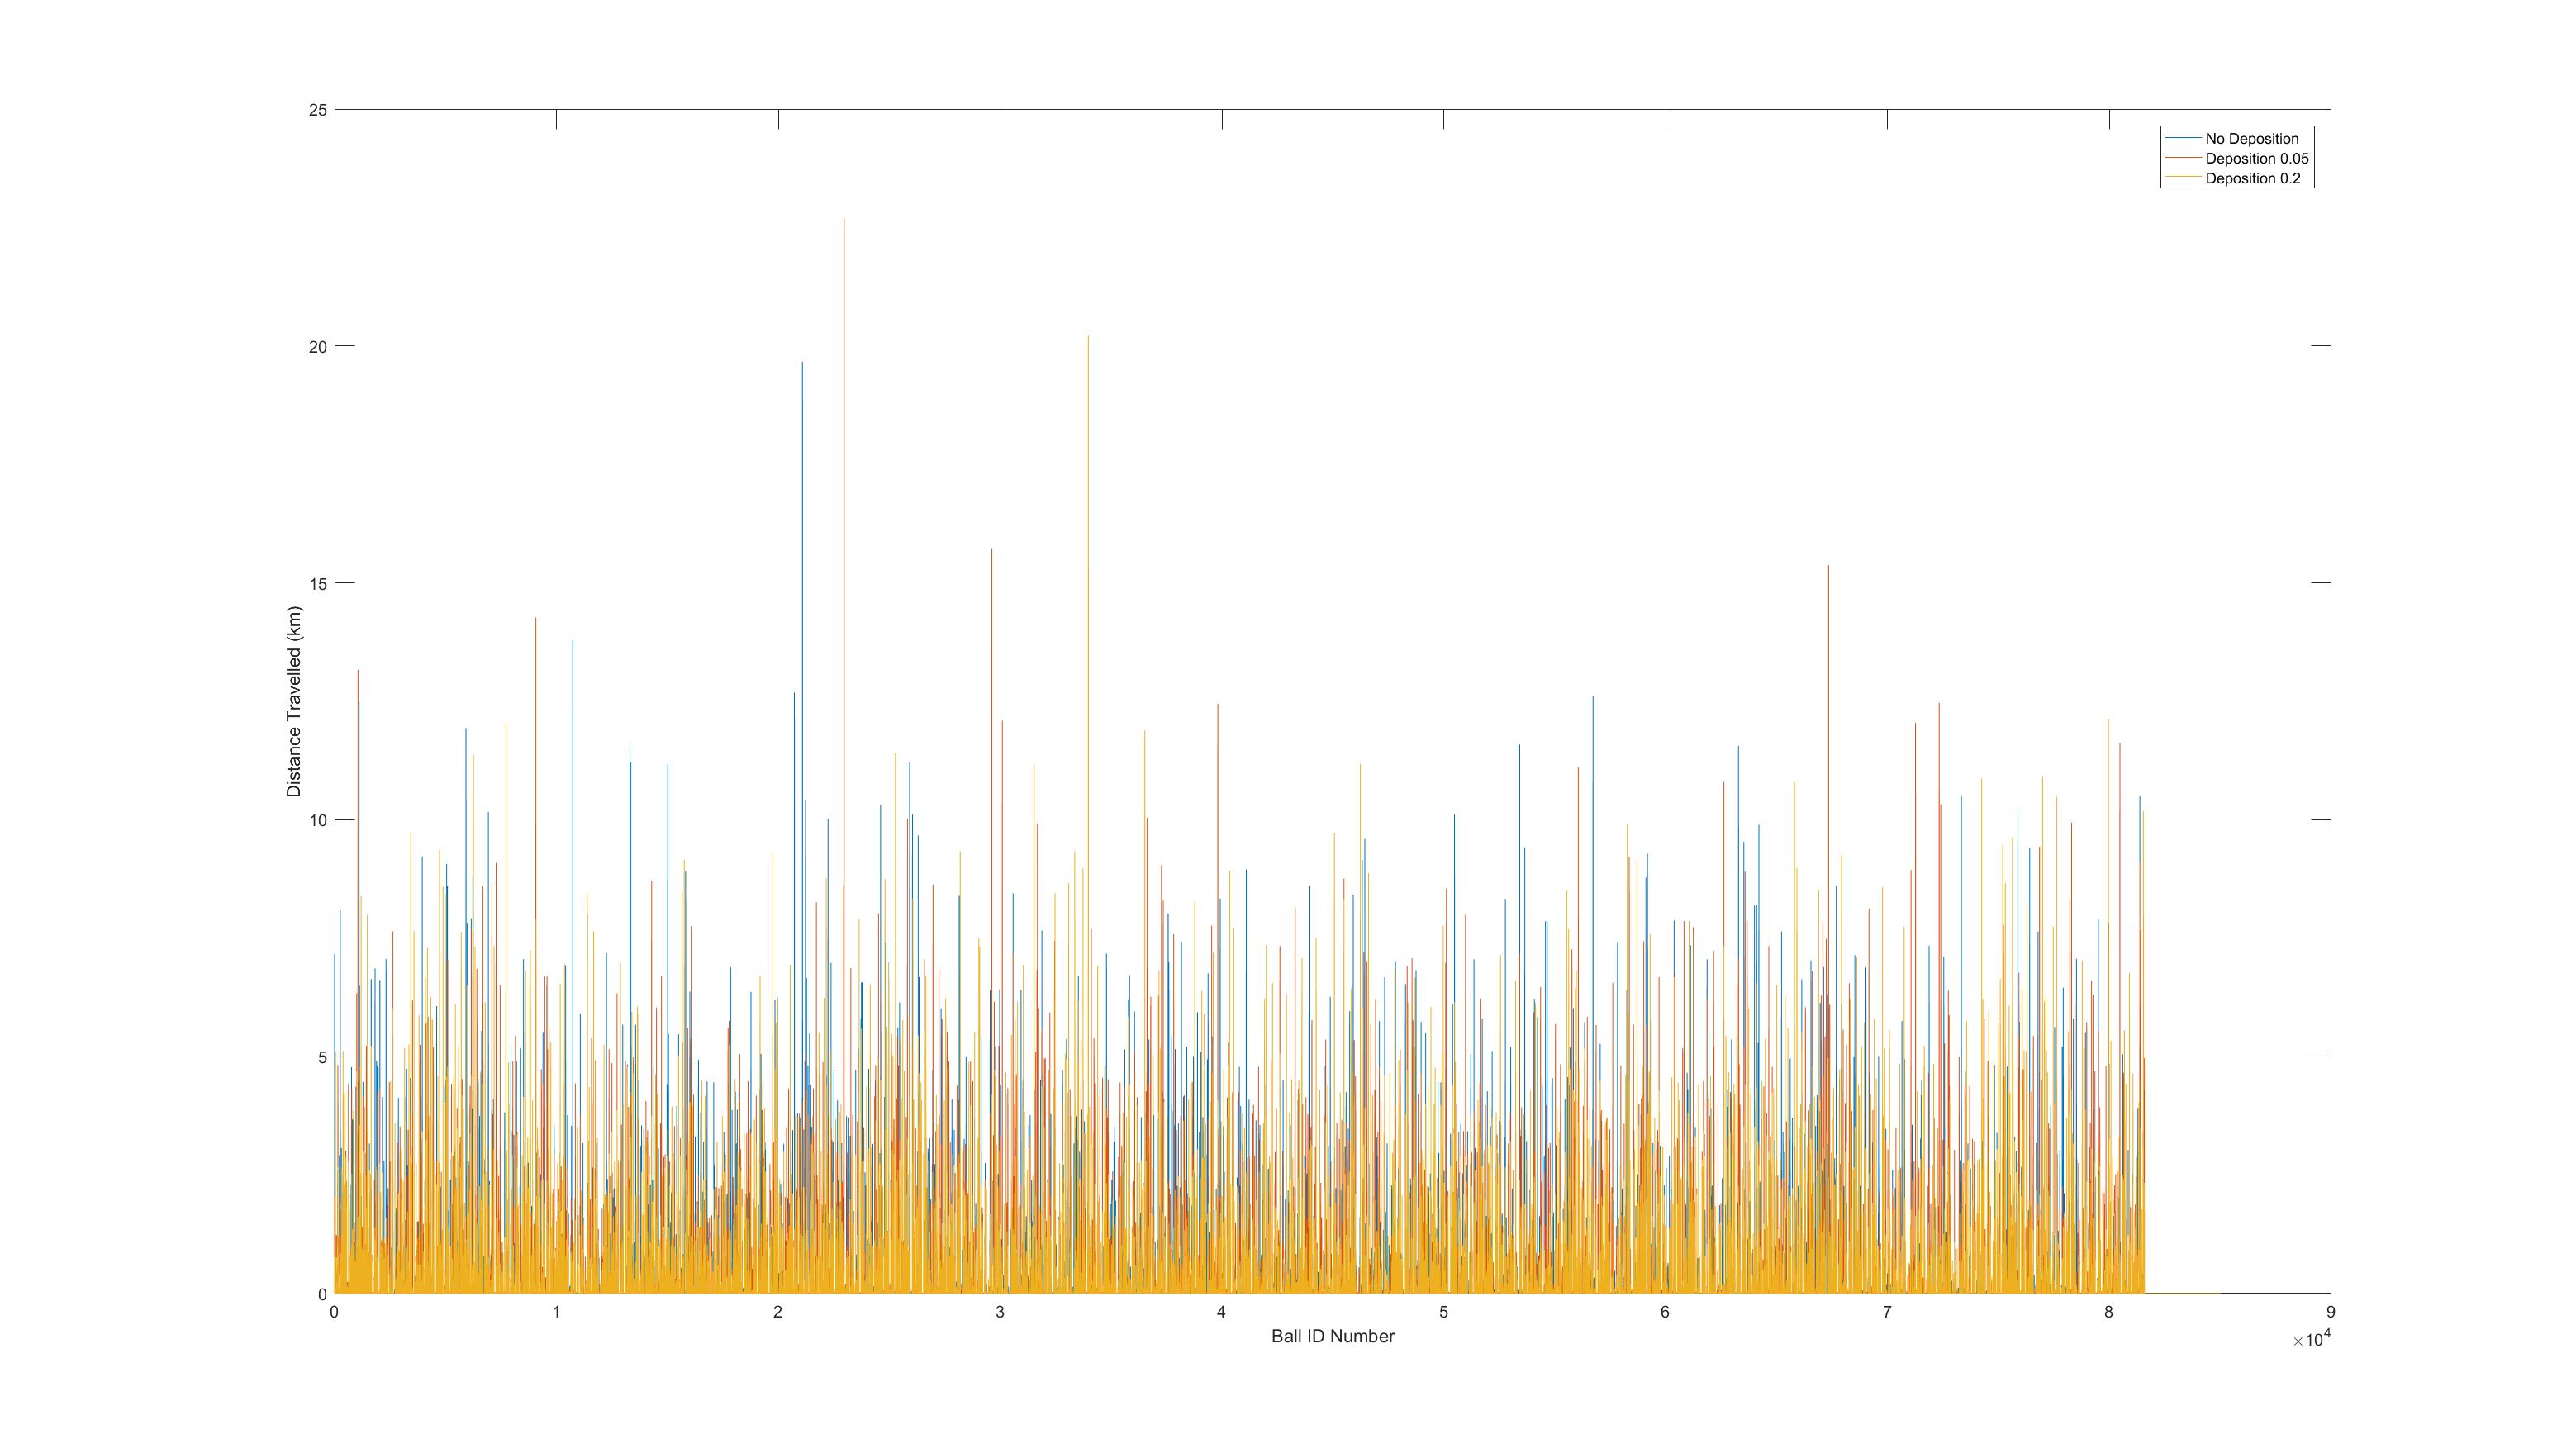 25
20
15
10
5
0
Distance Travelled (km)
No Deposition
Deposition 0.05
Deposition 0.2
0 1 2 3 4 5 6 7 8 9
Ball ID Number
×10^4